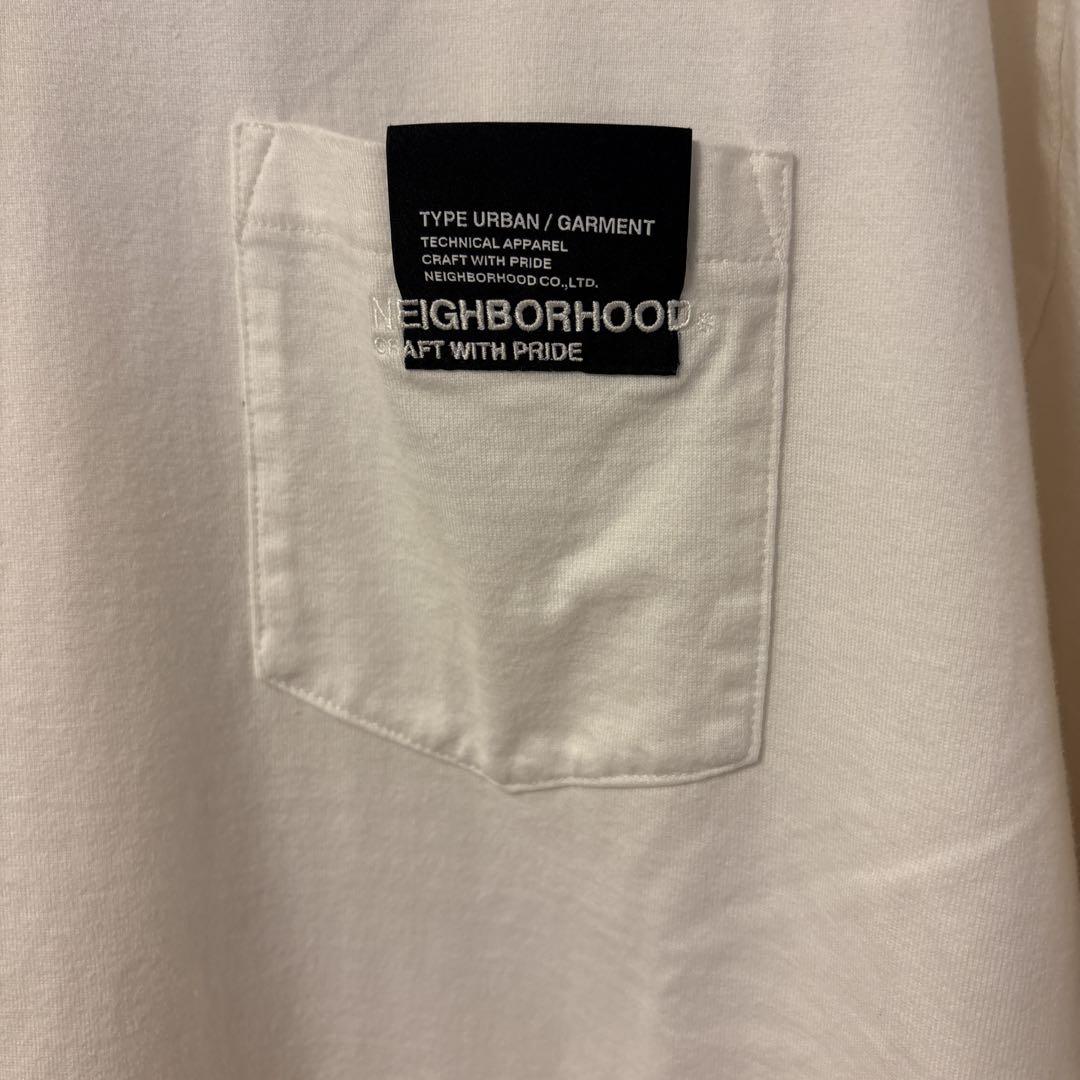 TYPE URBAN / GARMENT
TECHNICAL APPAREL
CRAFT WITH PRIDE
NEIGHBORHOOD CO.,LTD.
NEIGHBORHOOD®
CRAFT WITH PRIDE